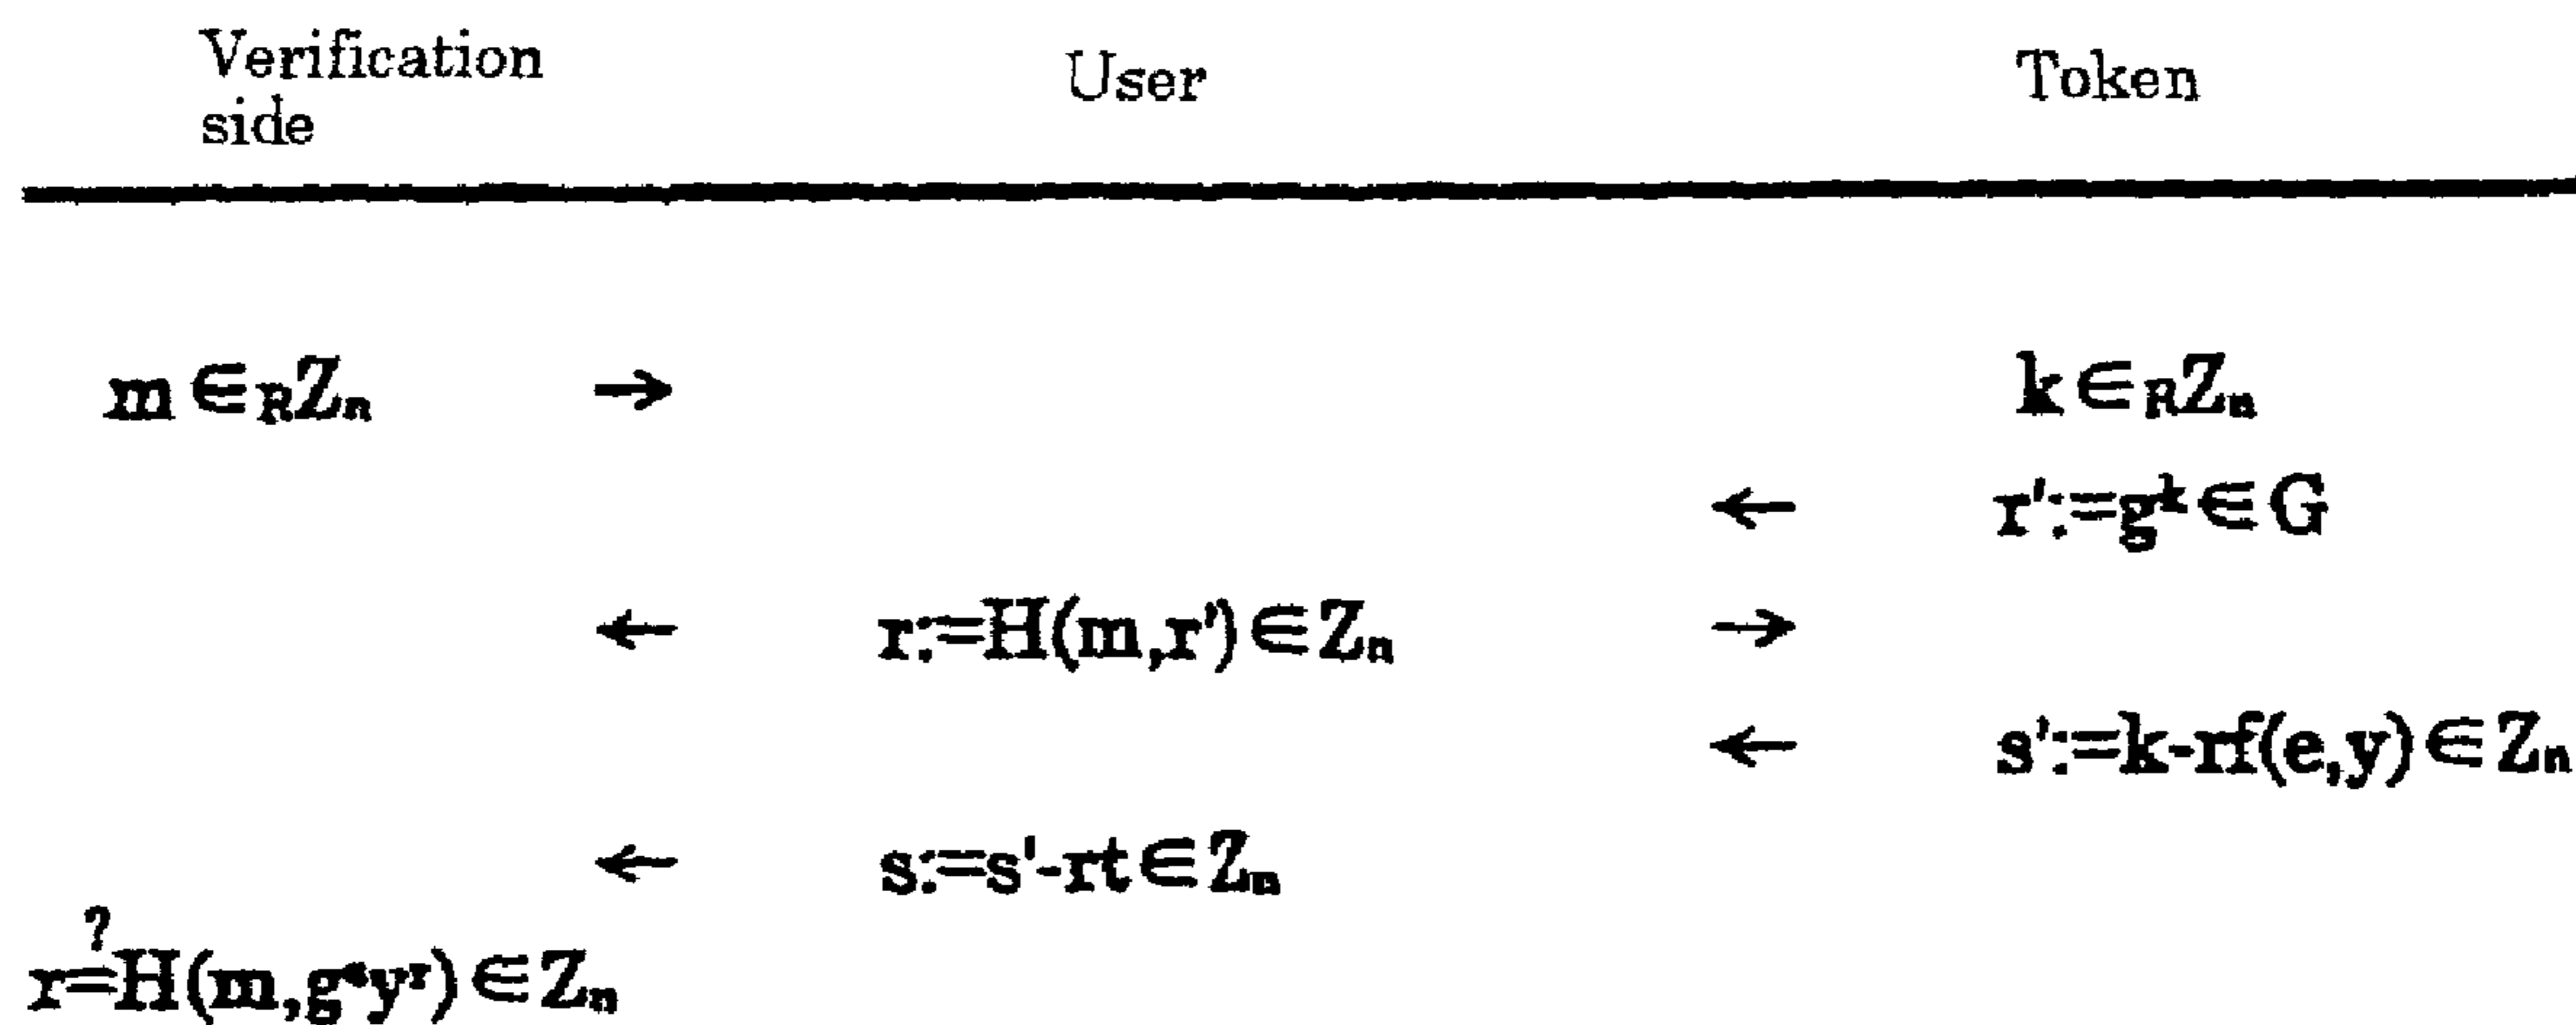 Verification side User Token
m∈RZn → k∈RZn
← r':=g^k∈G
← r:=H(m,r')∈Zn →
← s':=k-rf(e,y)∈Zn
← s:=s'-rt∈Zn
r≟H(m,g^s y^r)∈Zn